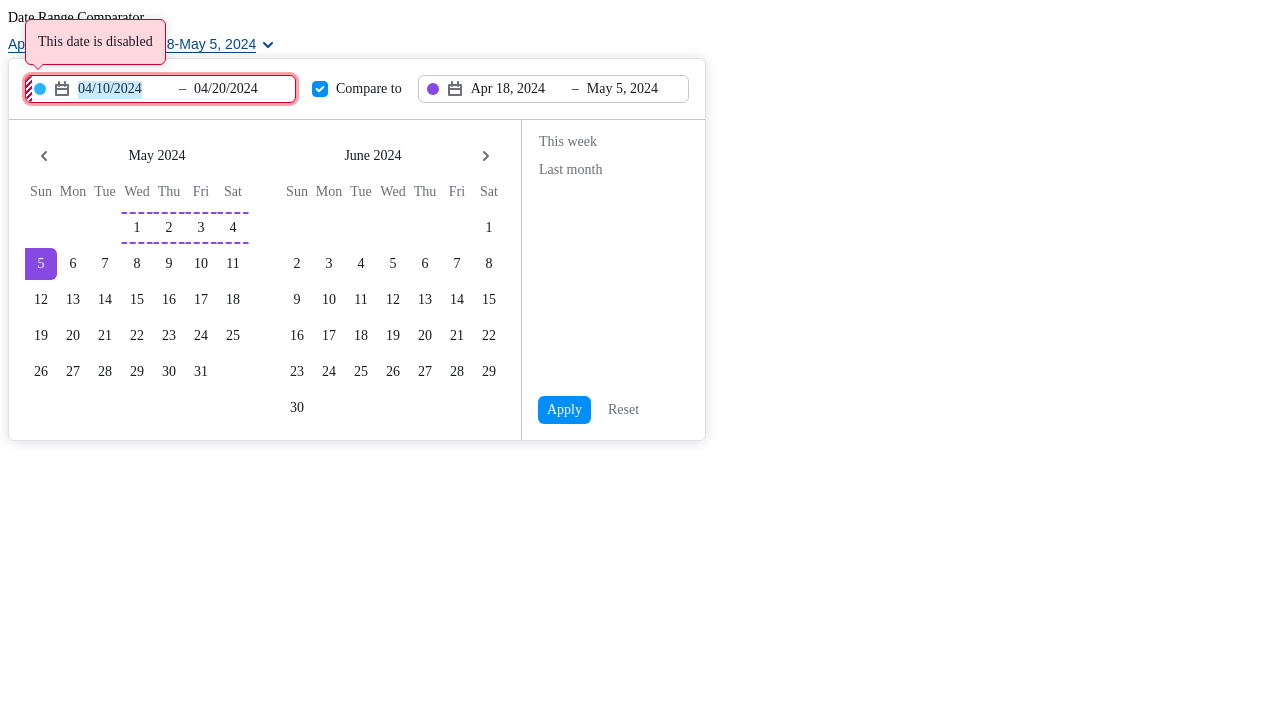 Date Range Comparator
This date is disabled
Ap 8-May 5, 2024
04/10/2024 – 04/20/2024 Compare to Apr 18, 2024 – May 5, 2024
May 2024 June 2024 This week
Last month
Sun Mon Tue Wed Thu Fri Sat Sun Mon Tue Wed Thu Fri Sat
1 2 3 4 1
5 6 7 8 9 10 11 2 3 4 5 6 7 8
12 13 14 15 16 17 18 9 10 11 12 13 14 15
19 20 21 22 23 24 25 16 17 18 19 20 21 22
26 27 28 29 30 31 23 24 25 26 27 28 29
30
Apply Reset